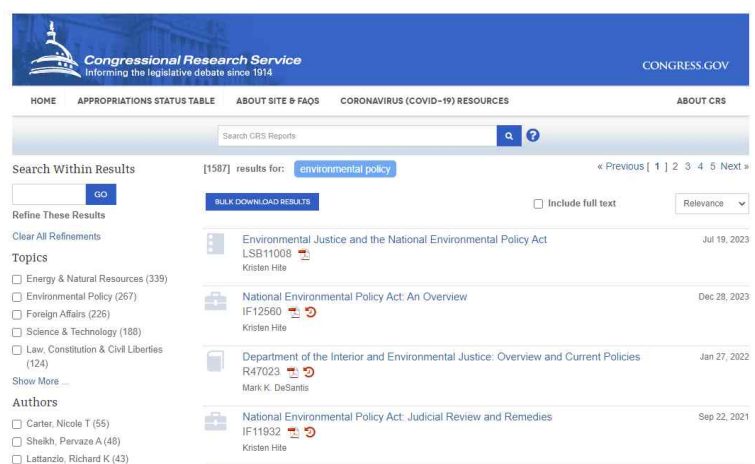 Congressional Research Service
Informing the legislative debate since 1914
CONGRESS.GOV
HOME APPROPRIATIONS STATUS TABLE ABOUT SITE & FAQS CORONAVIRUS (COVID-19) RESOURCES ABOUT CRS
Search CRS Reports
?
Search Within Results
GO
Refine These Results
Clear All Refinements
Topics
Energy & Natural Resources (339)
Environmental Policy (267)
Foreign Affairs (226)
Science & Technology (188)
Law, Constitution & Civil Liberties
(124)
Show More ...
Authors
Carter, Nicole T (55)
Sheikh, Pervaze A (48)
Lattanzio, Richard K (43)
[1587] results for: environmental policy
« Previous [ 1 ] 2 3 4 5 Next »
BULK DOWNLOAD RESULTS
Include full text
Relevance
Environmental Justice and the National Environmental Policy Act
Jul 19, 2023
LSB11008
Kristen Hite
National Environmental Policy Act: An Overview
Dec 28, 2023
IF12560
Kristen Hite
Department of the Interior and Environmental Justice: Overview and Current Policies
Jan 27, 2022
R47023
Mark K. DeSantis
National Environmental Policy Act: Judicial Review and Remedies
Sep 22, 2021
IF11932
Kristen Hite